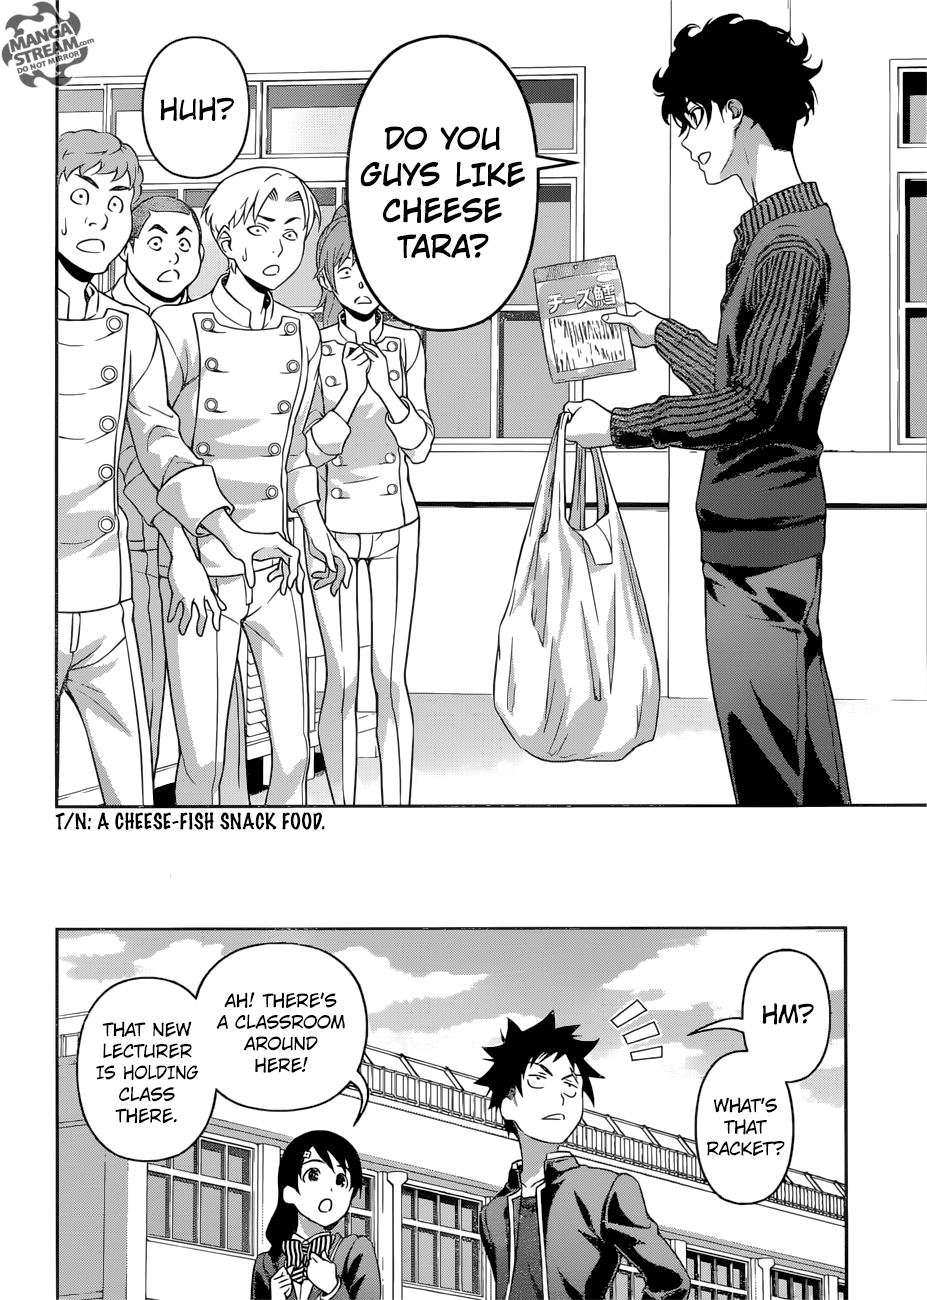 MANGA
STREAM.com
DO NOT MIRROR
HUH?
DO YOU
GUYS LIKE
CHEESE
TARA?
チーズ鱈
T/N: A CHEESE-FISH SNACK FOOD.
HM?
WHAT'S
THAT
RACKET?
AH! THERE'S
A CLASSROOM
AROUND
HERE!
THAT NEW
LECTURER
IS HOLDING
CLASS
THERE.